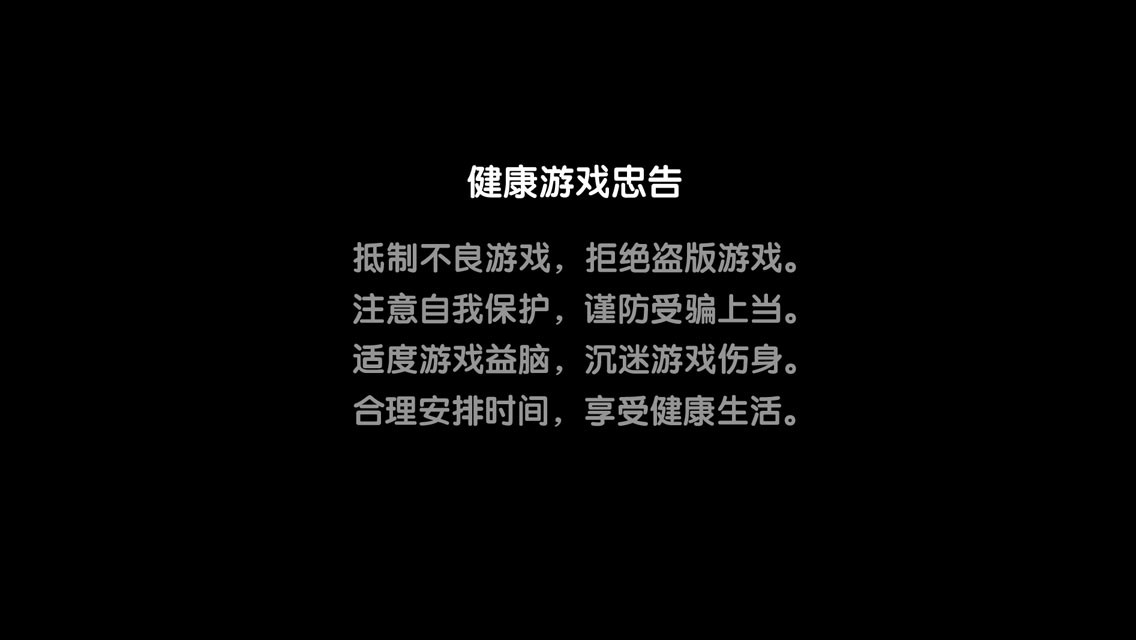 健康游戏忠告
抵制不良游戏，拒绝盗版游戏。
注意自我保护，谨防受骗上当。
适度游戏益脑，沉迷游戏伤身。
合理安排时间，享受健康生活。